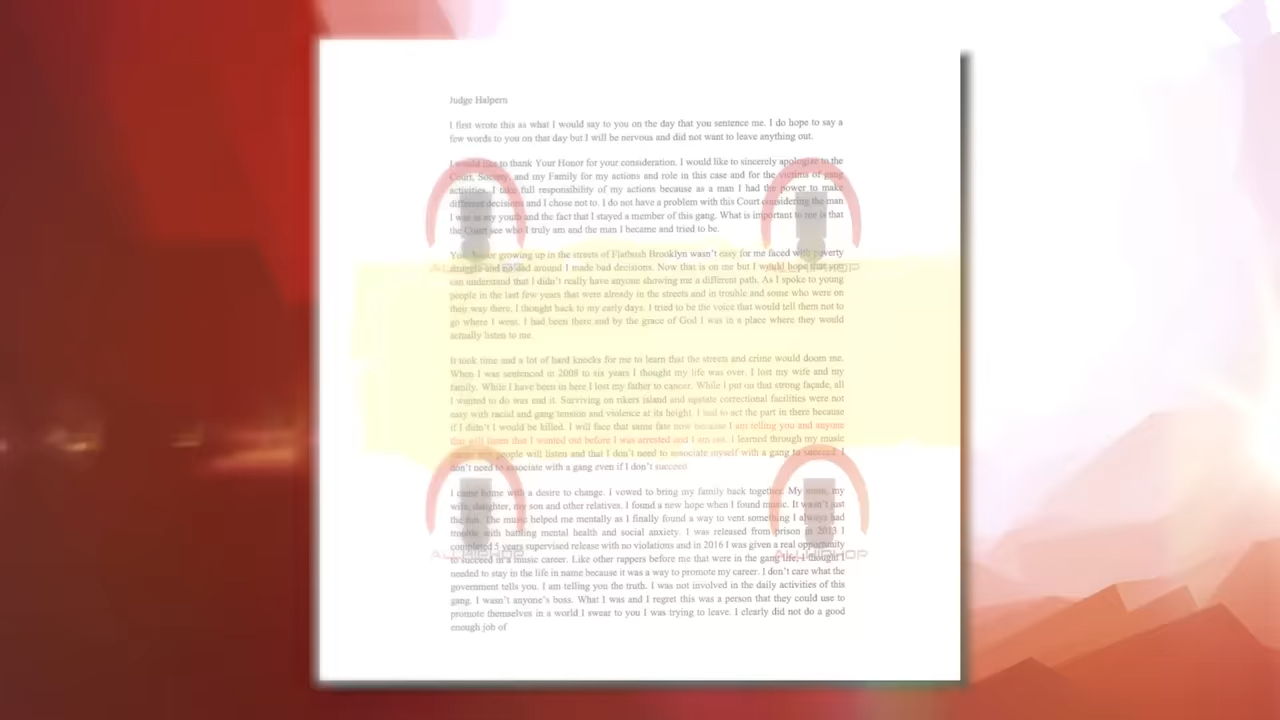 Judge Halpern
I first wrote this as what I would say to you on the day that you sentence me. I do hope to say a
few words to you on that day but I will be nervous and did not want to leave anything out.
I would like to thank Your Honor for your consideration. I would like to sincerely apologize to the
Court, Society, and my Family for my actions and role in this case and for the victims of gang
activities. I take full responsibility of my actions because as a man I had the power to make
different decisions and I chose not to. I do not have a problem with this Court considering the man
I was in my youth and the fact that I stayed a member of this gang. What is important to me is that
the Court see who I truly am and the man I became and tried to be.
Your Honor growing up in the streets of Flatbush Brooklyn wasn't easy for me faced with poverty
struggle and no dad around I made bad decisions. Now that is on me but I would hope that you
can understand that I didn't really have anyone showing me a different path. As I spoke to young
people in the last few years that were already in the streets and in trouble and some who were on
their way there, I thought back to my early days. I tried to be the voice that would tell them not to
go where I went. I had been there and by the grace of God I was in a place where they would
actually listen to me.
It took time and a lot of hard knocks for me to learn that the streets and crime would doom me.
When I was sentenced in 2008 to six years I thought my life was over. I lost my wife and my
family. While I have been in here I lost my father to cancer. While I put on that strong façade, all
I wanted to do was end it. Surviving on rikers island and upstate correctional facilities were not
easy with racial and gang tension and violence at its height. I had to act the part in there because
if I didn't I would be killed. I will face that same fate now because I am telling you and anyone
that will listen that I wanted out before I was arrested and I am out. I learned through my music
people will listen and that I don't need to associate myself with a gang to succeed. I
don't need to associate with a gang even if I don't succeed
I came home with a desire to change. I vowed to bring my family back together. My mom, my
wife, daughter, my son and other relatives. I found a new hope when I found music. It wasn't just
the fun. The music helped me mentally as I finally found a way to vent something I always had
trouble with battling mental health and social anxiety. I was released from prison in 2013 I
completed 5 years supervised release with no violations and in 2016 I was given a real opportunity
to succeed in a music career. Like other rappers before me that were in the gang life, I thought I
needed to stay in the life in name because it was a way to promote my career. I don't care what the
government tells you. I am telling you the truth. I was not involved in the daily activities of this
gang. I wasn't anyone's boss. What I was and I regret this was a person that they could use to
promote themselves in a world I swear to you I was trying to leave. I clearly did not do a good
enough job of
ALLHIPHOP
ALLHIPHOP
ALLHIPHOP
ALLHIPHOP